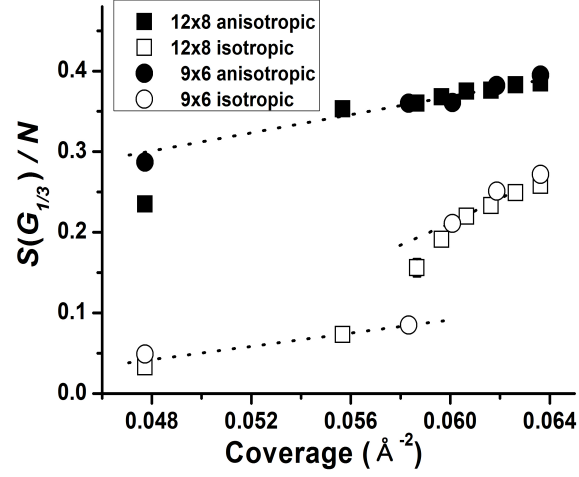 12x8 anisotropic
12x8 isotropic
9x6 anisotropic
9x6 isotropic
S(G1/3) / N
0.4
0.3
0.2
0.1
0.0
0.048 0.052 0.056 0.060 0.064
Coverage (Å-2)